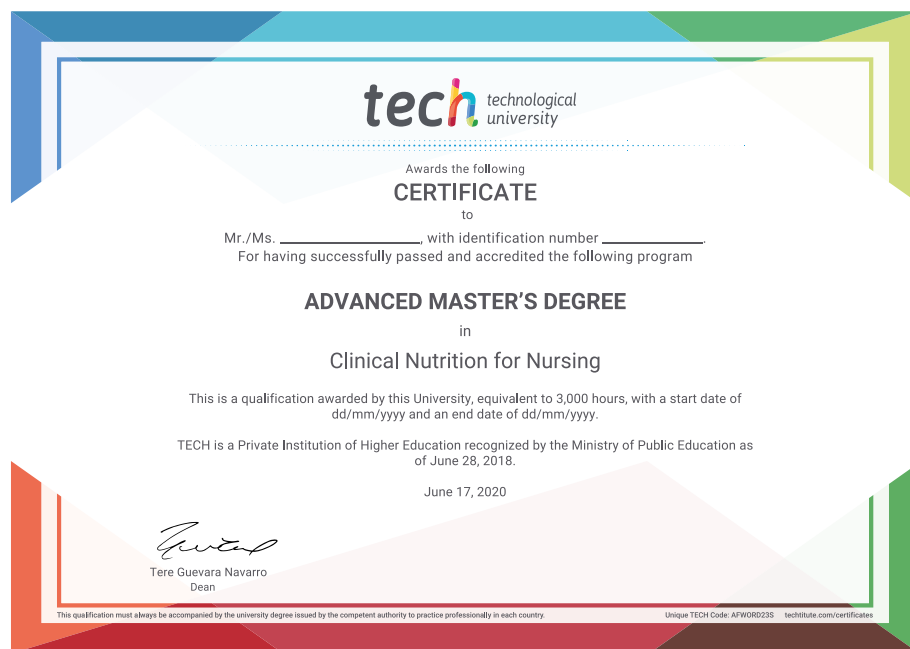 tech technological
university
Awards the following
CERTIFICATE
to
Mr./Ms. ____________________, with identification number ______________.
For having successfully passed and accredited the following program
ADVANCED MASTER'S DEGREE
in
Clinical Nutrition for Nursing
This is a qualification awarded by this University, equivalent to 3,000 hours, with a start date of
dd/mm/yyyy and an end date of dd/mm/yyyy.
TECH is a Private Institution of Higher Education recognized by the Ministry of Public Education as
of June 28, 2018.
June 17, 2020
Tere Guevara Navarro
Dean
This qualification must always be accompanied by the university degree issued by the competent authority to practice professionally in each country. Unique TECH Code: AFWORD23S techtitute.com/certificates